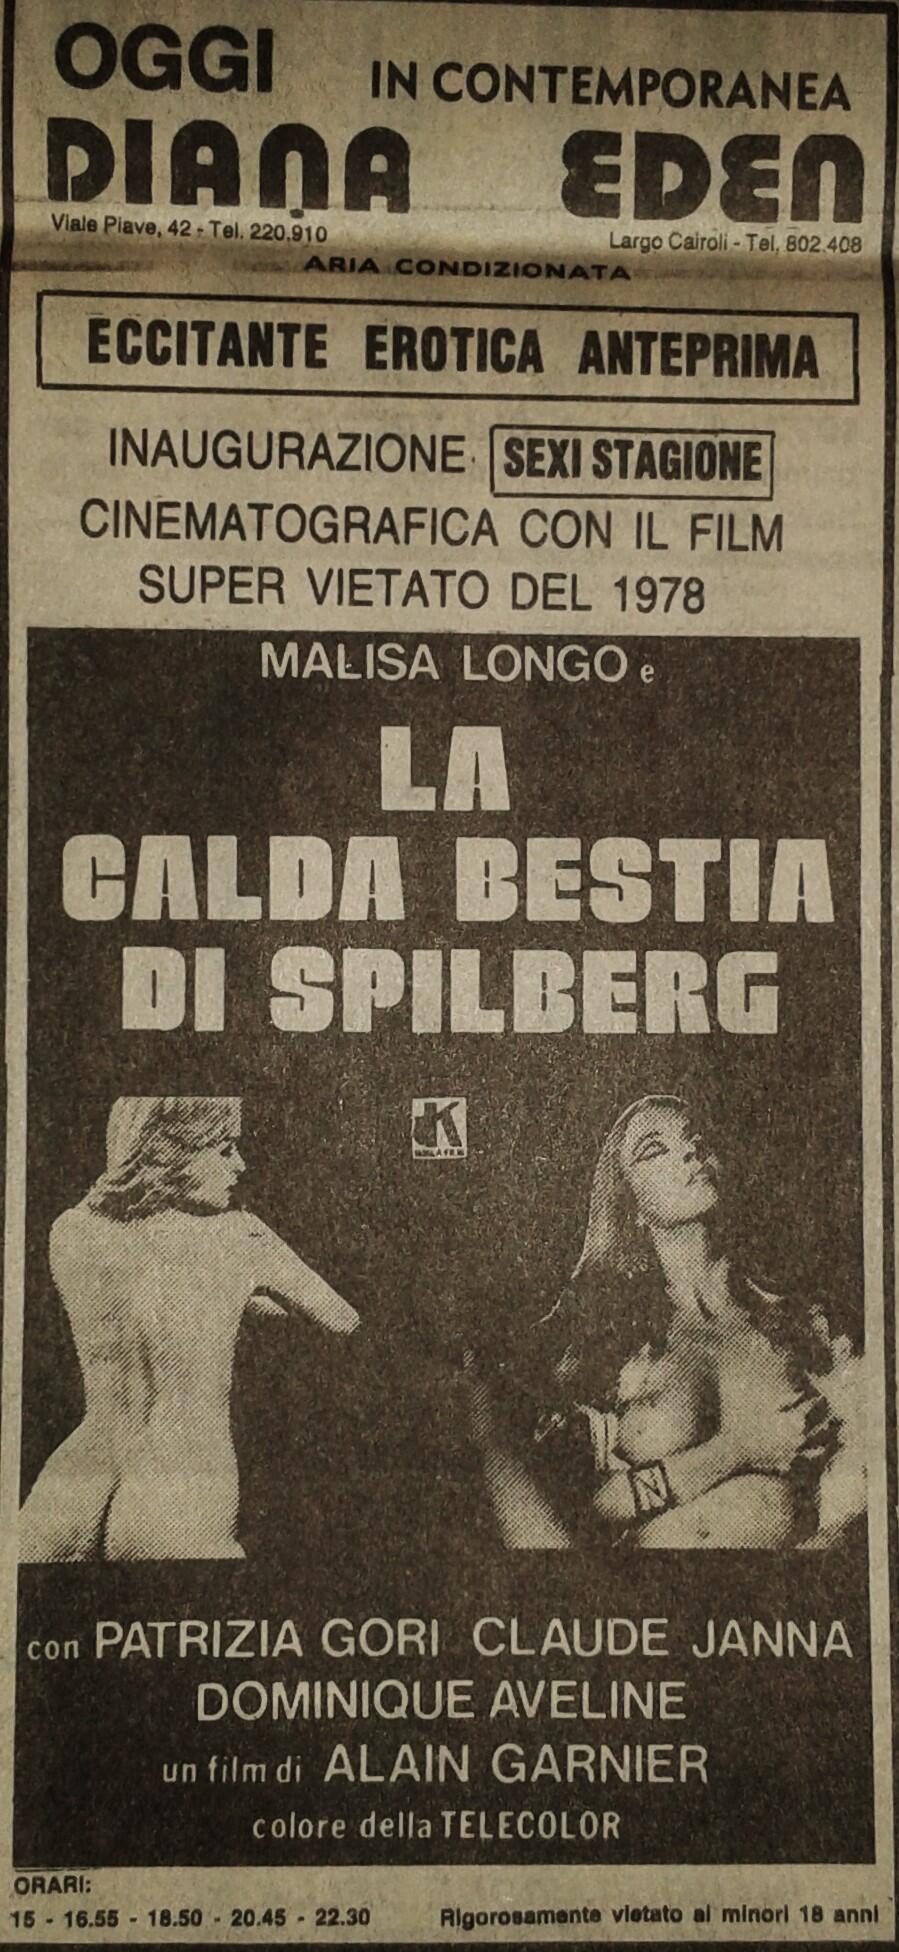 OGGI IN CONTEMPORANEA
DIANA EDEN
Viale Piave, 42 - Tel. 220.910
Largo Cairoli - Tel. 802.408
ARIA CONDIZIONATA
ECCITANTE EROTICA ANTEPRIMA
INAUGURAZIONE SEXI STAGIONE
CINEMATOGRAFICA CON IL FILM
SUPER VIETATO DEL 1978
MALISA LONGO e
LA
CALDA BESTIA
DI SPILBERG
K
N
con PATRIZIA GORI CLAUDE JANNA
DOMINIQUE AVELINE
un film di ALAIN GARNIER
colore della TELECOLOR
ORARI:
15 - 16.55 - 18.50 - 20.45 - 22.30 Rigorosamente vietato ai minori 18 anni